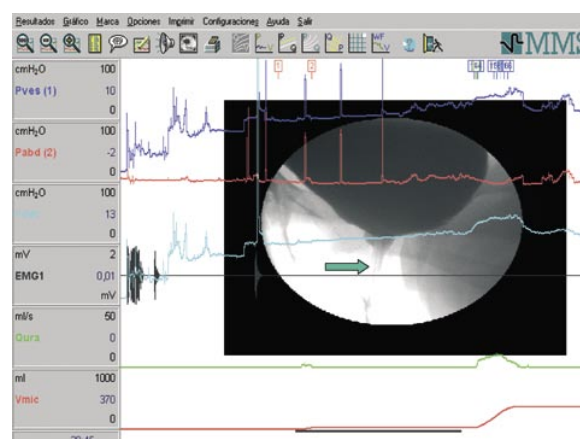 Resultados Gráfico Marca Opciones Imprimir Configuraciones Ayuda Salir
MMS
cmH2O 100
Pves (1) 10
0
1
2
cmH2O 100
Pabd (2) -2
0
cmH2O 100
13
0
mV 2
EMG1 0,01
mV
ml/s 50
Qura 0
0
ml 1000
Vmic 370
0